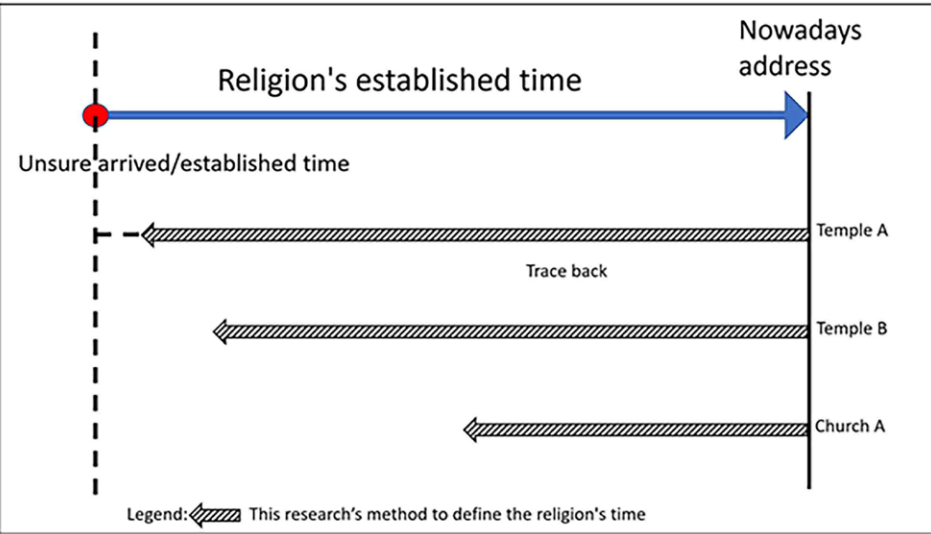 Nowadays
address
Religion's established time
Unsure arrived/established time
Temple A
Trace back
Temple B
Church A
Legend: This research's method to define the religion's time